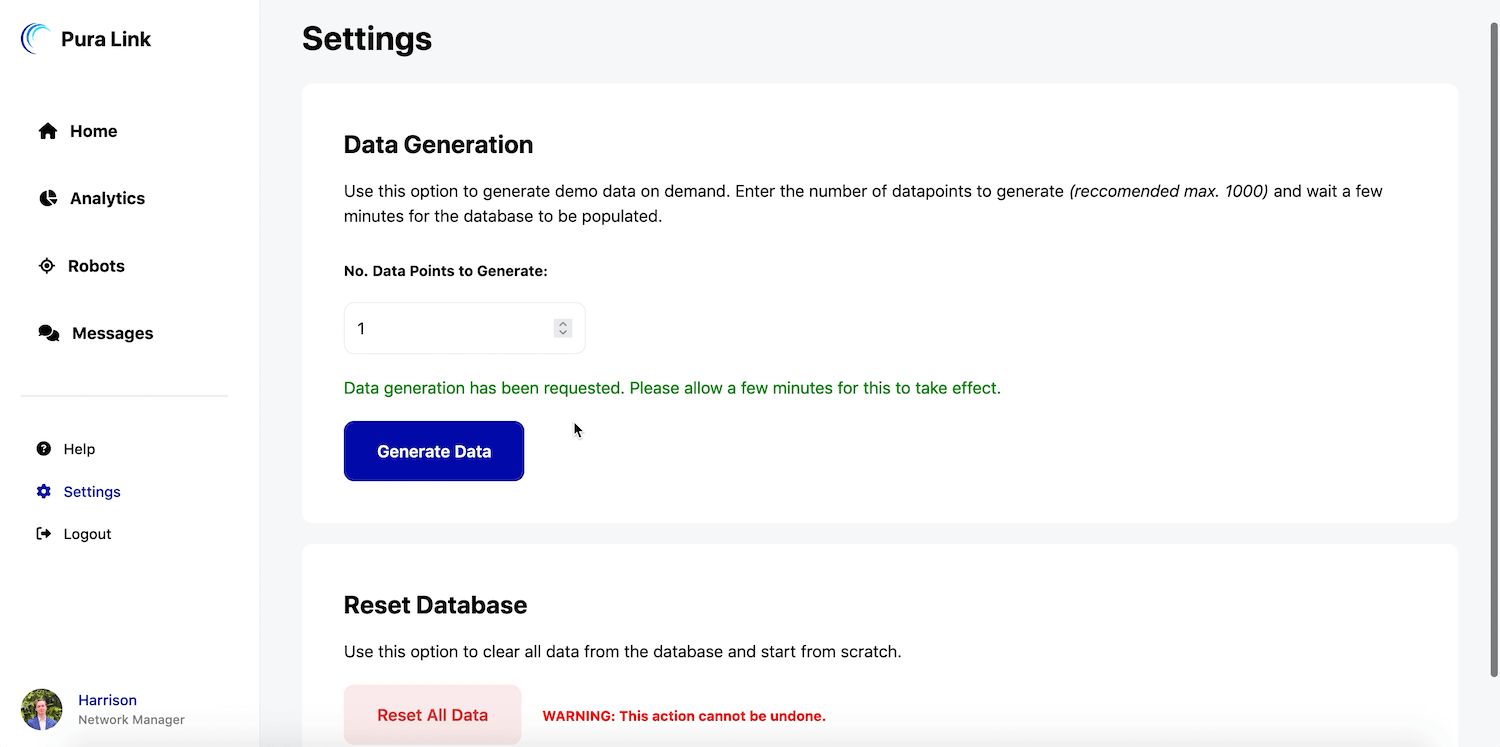 Pura Link
Home
Analytics
Robots
Messages
Help
Settings
Logout
Harrison
Network Manager
Settings
Data Generation
Use this option to generate demo data on demand. Enter the number of datapoints to generate (reccomended max. 1000) and wait a few
minutes for the database to be populated.
No. Data Points to Generate:
1
Data generation has been requested. Please allow a few minutes for this to take effect.
Generate Data
Reset Database
Use this option to clear all data from the database and start from scratch.
Reset All Data
WARNING: This action cannot be undone.